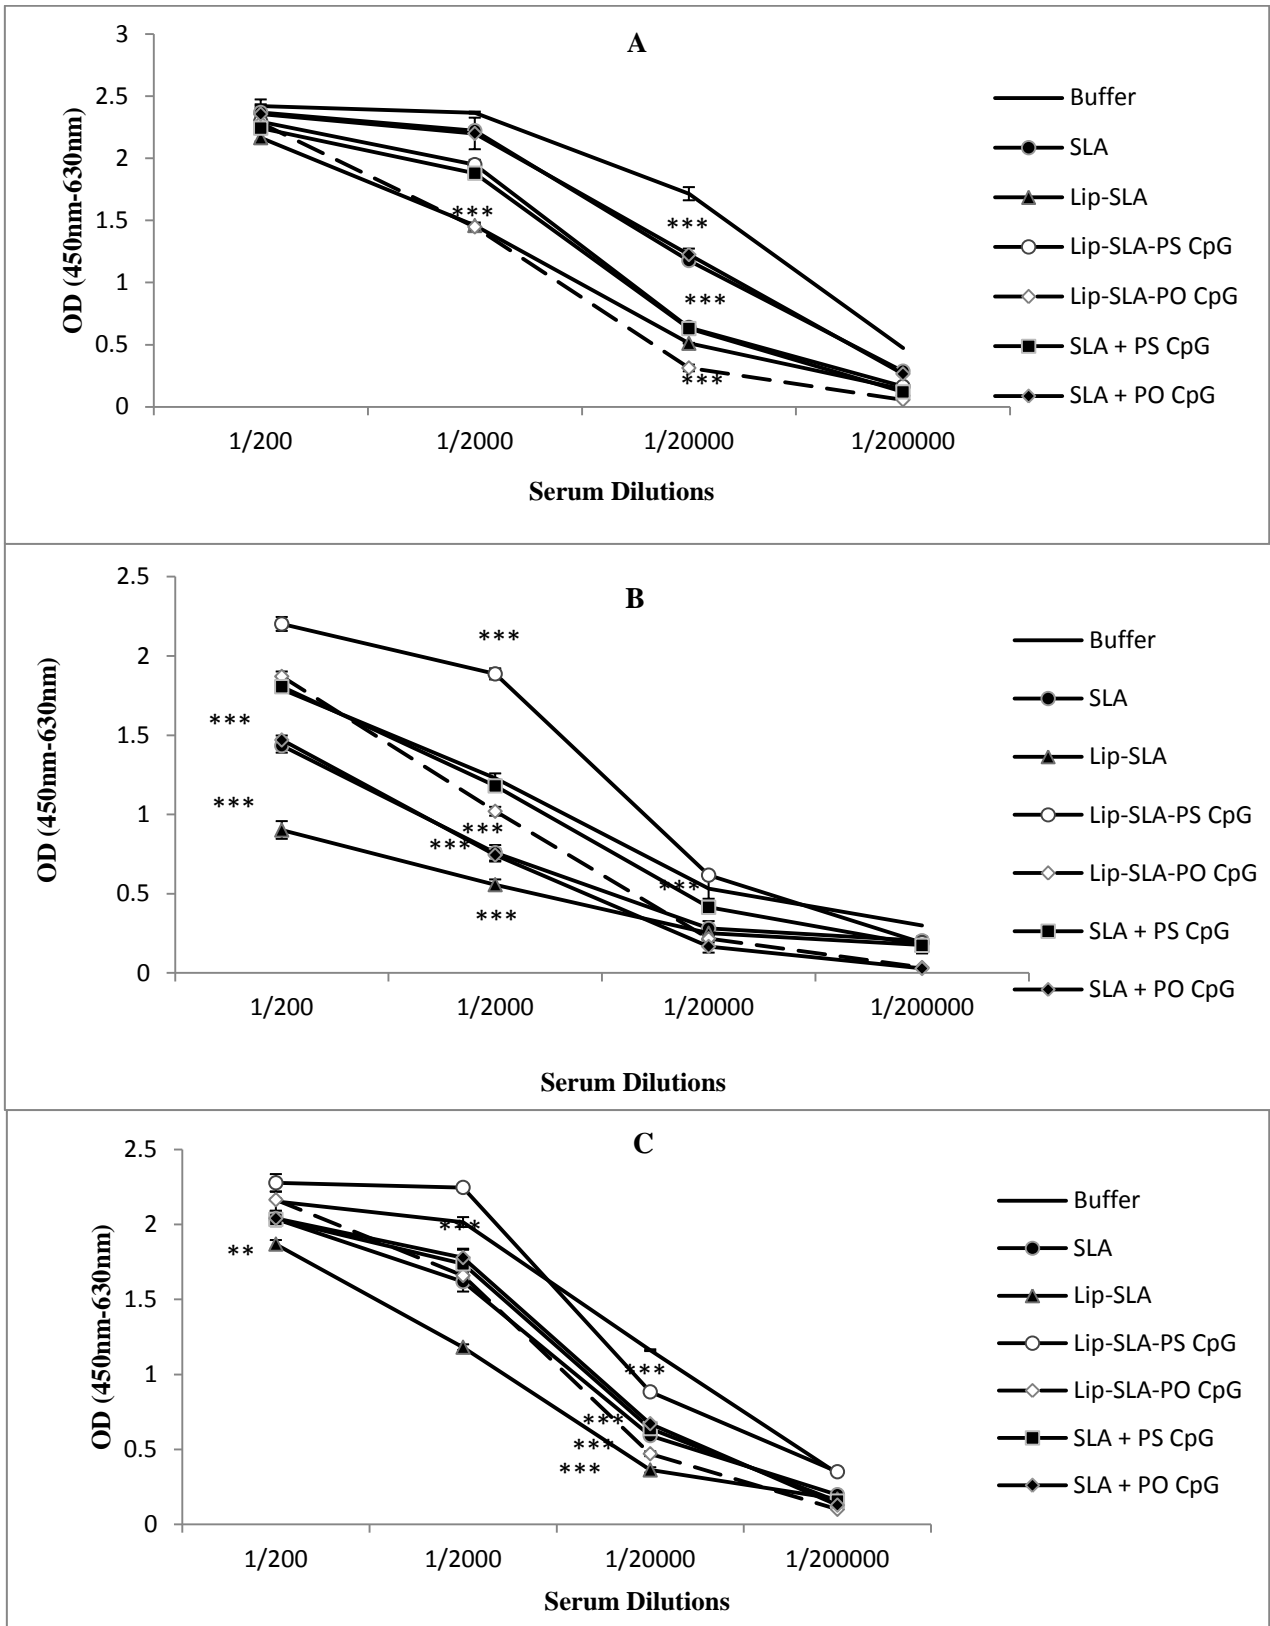 A
3
2.5
2
1.5
1
0.5
0
OD (450nm-630nm)
***
***
***
***
1/200 1/2000 1/20000 1/200000
Serum Dilutions
Buffer
SLA
Lip-SLA
Lip-SLA-PS CpG
Lip-SLA-PO CpG
SLA + PS CpG
SLA + PO CpG
B
2.5
2
1.5
1
0.5
0
OD (450nm-630nm)
***
***
***
***
***
***
***
1/200 1/2000 1/20000 1/200000
Serum Dilutions
Buffer
SLA
Lip-SLA
Lip-SLA-PS CpG
Lip-SLA-PO CpG
SLA + PS CpG
SLA + PO CpG
C
2.5
2
1.5
1
0.5
0
OD (450nm-630nm)
***
**
***
***
***
***
1/200 1/2000 1/20000 1/200000
Serum Dilutions
Buffer
SLA
Lip-SLA
Lip-SLA-PS CpG
Lip-SLA-PO CpG
SLA + PS CpG
SLA + PO CpG